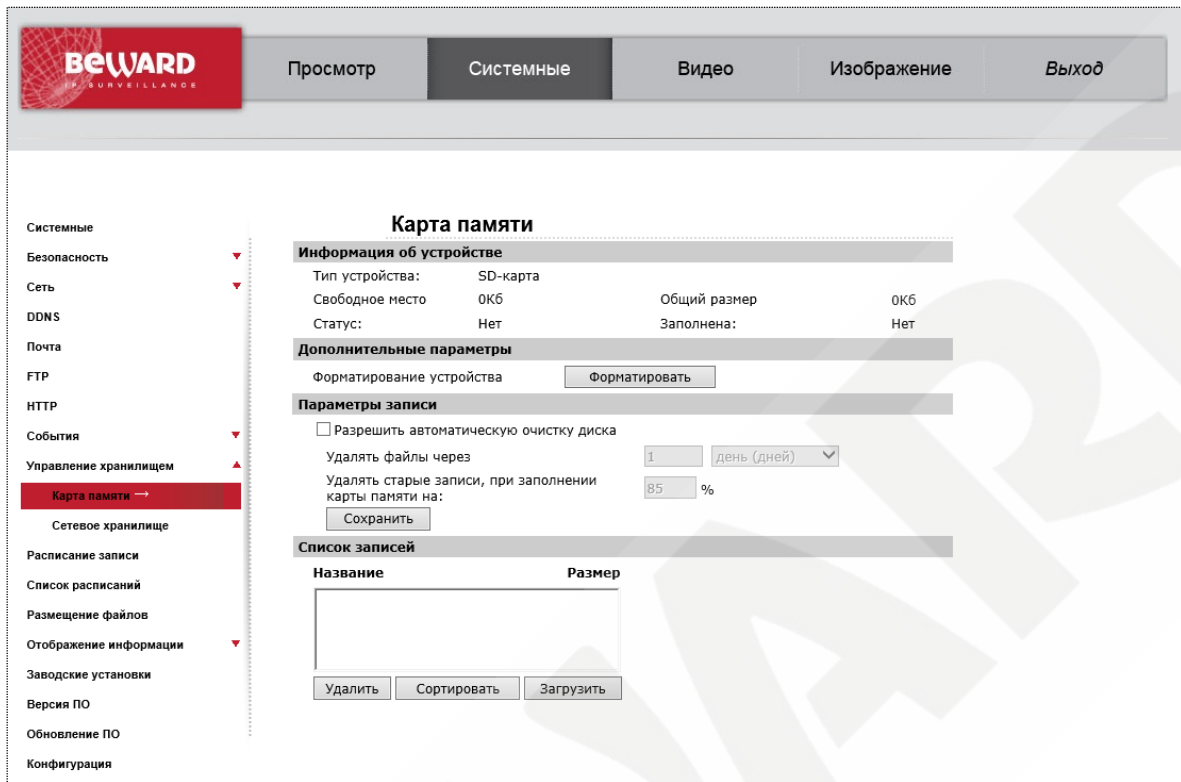 BEWARD
IP SURVEILLANCE
Просмотр Системные Видео Изображение Выход
Системные
Безопасность
Сеть
DDNS
Почта
FTP
HTTP
События
Управление хранилищем
Карта памяти →
Сетевое хранилище
Расписание записи
Список расписаний
Размещение файлов
Отображение информации
Заводские установки
Версия ПО
Обновление ПО
Конфигурация
Карта памяти
Информация об устройстве
Тип устройства: SD-карта
Свободное место 0Кб Общий размер 0Кб
Статус: Нет Заполнена: Нет
Дополнительнае параметры
Форматирование устройства Форматировать
Параметры записи
Разрешить автоматическую очистку диска
Удалять файлы через 1 день (дней)
Удалять старые записи, при заполнении
карты памяти на: 85 %
Сохранить
Список записей
Название Размер
Удалить Сортировать Загрузить